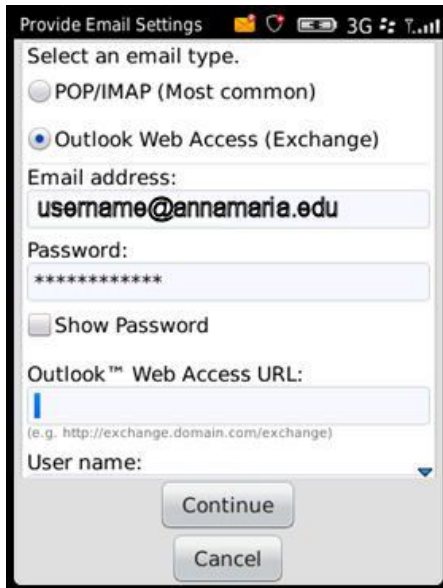 Provide Email Settings 3G
Select an email type.
POP/IMAP (Most common)
Outlook Web Access (Exchange)
Email address:
username@annamaria.edu
Password:
************
Show Password
Outlook™ Web Access URL:
(e.g. http://exchange.domain.com/exchange)
User name:
Continue
Cancel